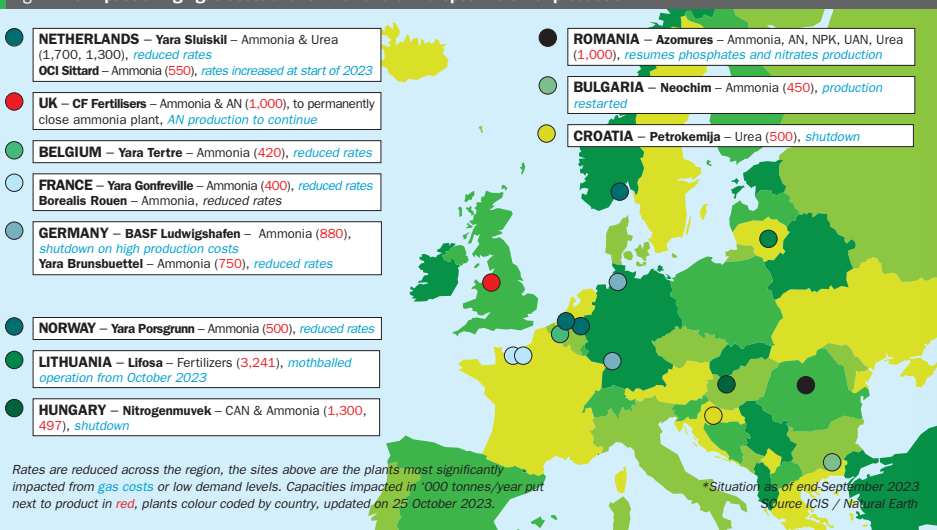 NETHERLANDS – Yara Sluiskil – Ammonia & Urea
(1,700, 1,300), reduced rates
OCI Sittard – Ammonia (550), rates increased at start of 2023
UK – CF Fertilisers – Ammonia & AN (1,000), to permanently
close ammonia plant, AN production to continue
BELGIUM – Yara Tertre – Ammonia (420), reduced rates
FRANCE – Yara Gonfreville – Ammonia (400), reduced rates
Borealis Rouen – Ammonia, reduced rates
GERMANY – BASF Ludwigshafen – Ammonia (880),
shutdown on high production costs
Yara Brunsbuettel – Ammonia (750), reduced rates
NORWAY – Yara Porsgrunn – Ammonia (500), reduced rates
LITHUANIA – Lifosa – Fertilizers (3,241), mothballed
operation from October 2023
HUNGARY – Nitrogenmuvek – CAN & Ammonia (1,300,
497), shutdown
ROMANIA – Azomures – Ammonia, AN, NPK, UAN, Urea
(1,000), resumes phosphates and nitrates production
BULGARIA – Neochim – Ammonia (450), production
restarted
CROATIA – Petrokemija – Urea (500), shutdown
Rates are reduced across the region, the sites above are the plants most significantly
impacted from gas costs or low demand levels. Capacities impacted in ‘000 tonnes/year put
next to product in red, plants colour coded by country, updated on 25 October 2023.
*Situation as of end-September 2023
SOurce ICIS / Natural Earth